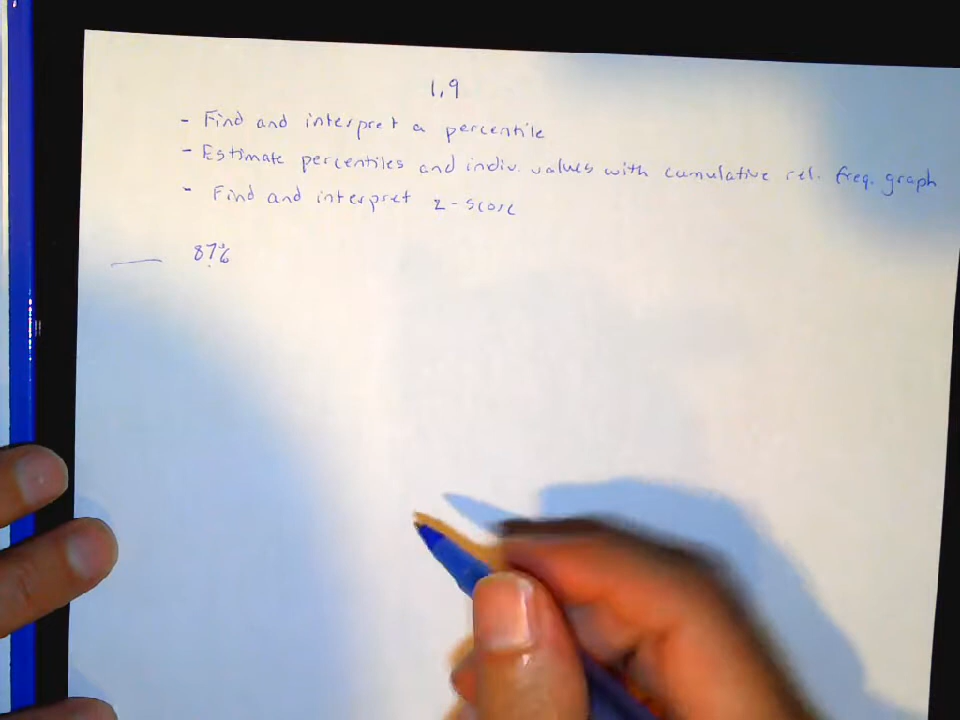 1.9
- Find and interpret a percentile
- Estimate percentiles and indiv. values with cumulative rel. freq. graph
- Find and interpret z-score
___ 87%